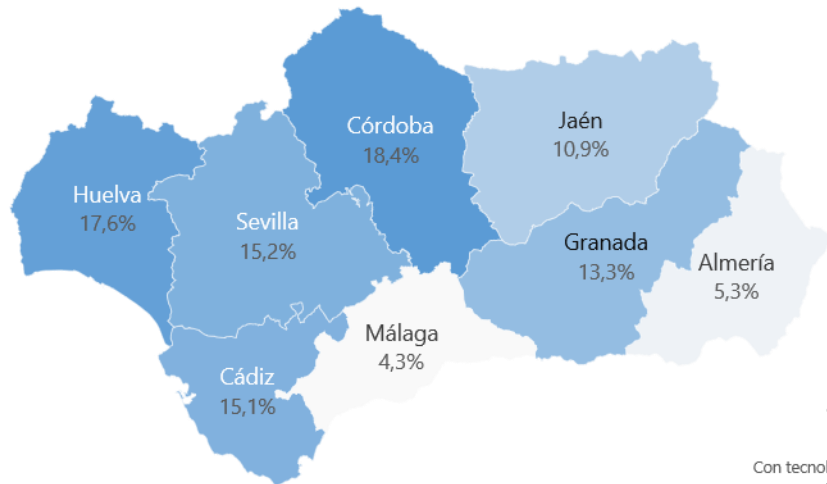 Córdoba
18,4%
Jaén
10,9%
Huelva
17,6%
Sevilla
15,2%
Granada
13,3%
Almería
5,3%
Málaga
4,3%
Cádiz
15,1%
Con